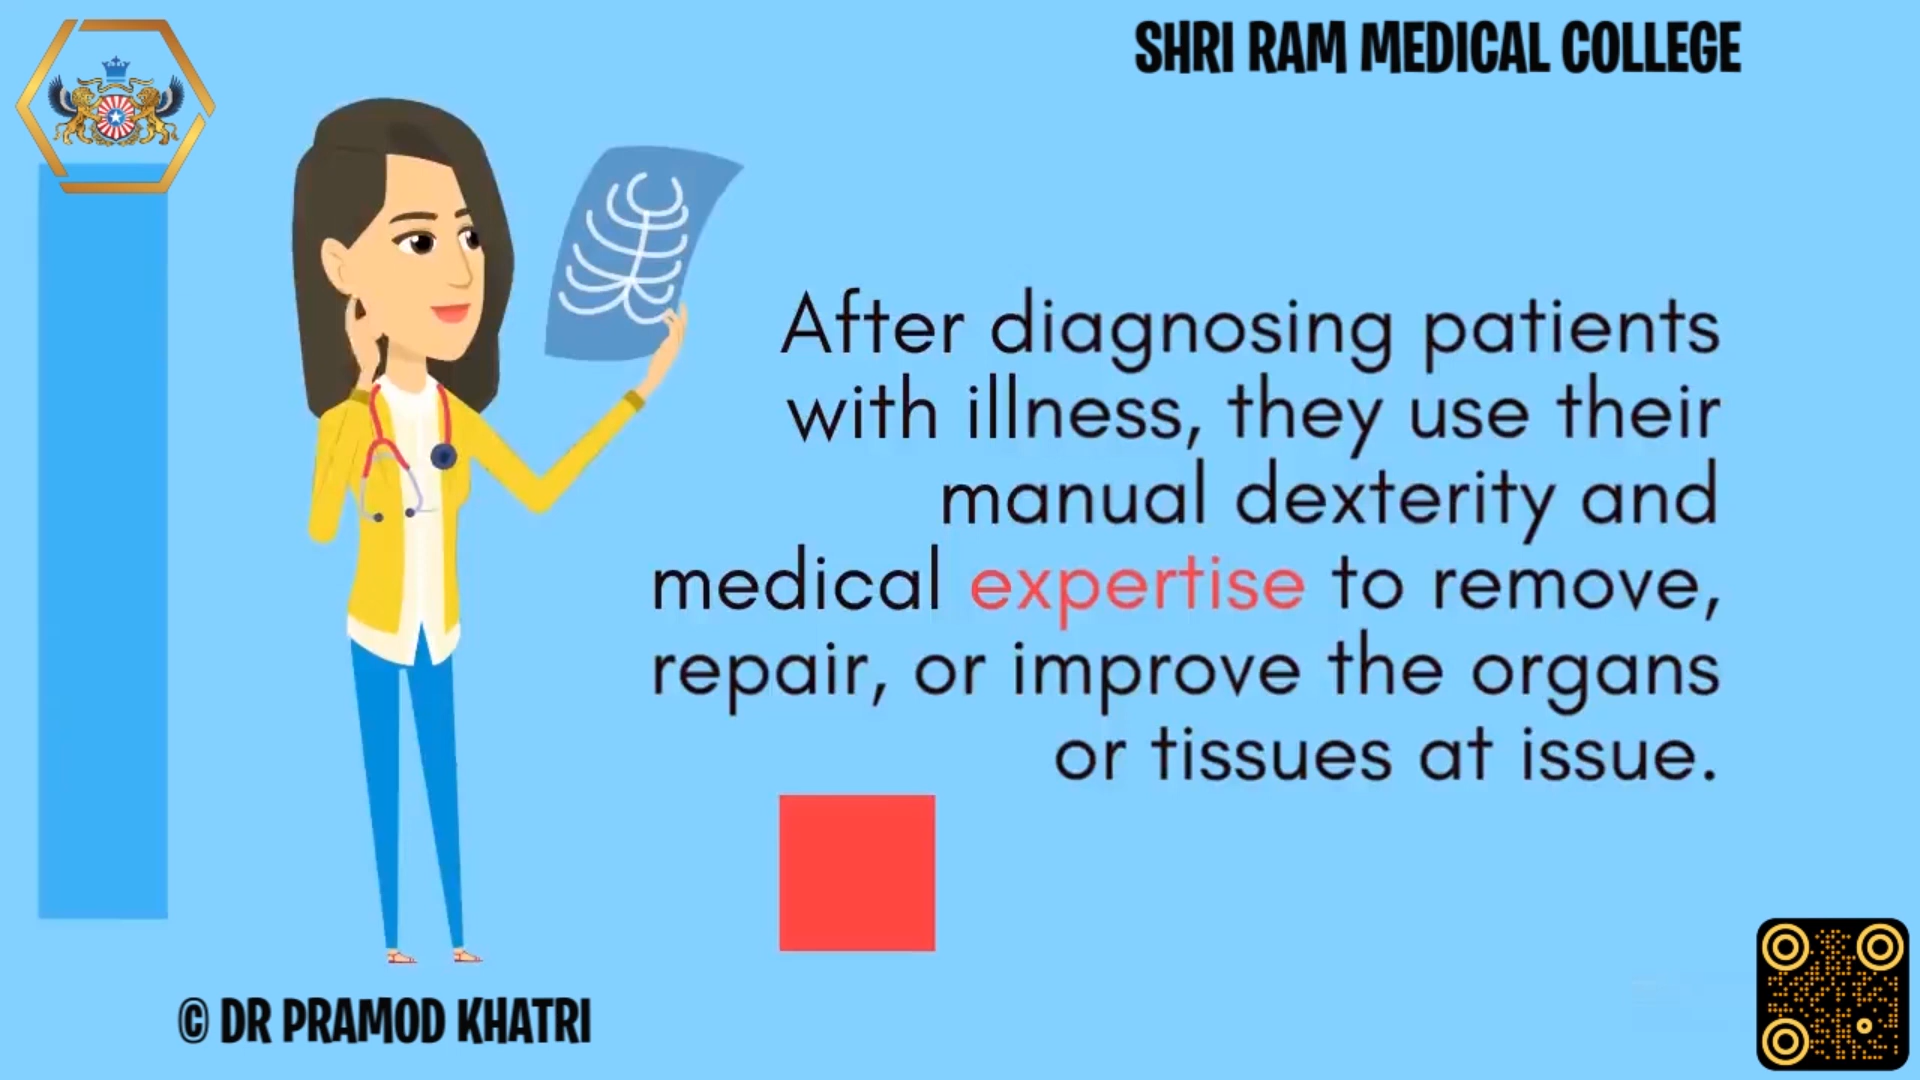 SHRI RAM MEDICAL COLLEGE
After diagnosing patients
with illness, they use their
manual dexterity and
medical expertise to remove,
repair, or improve the organs
or tissues at issue.
© DR PRAMOD KHATRI